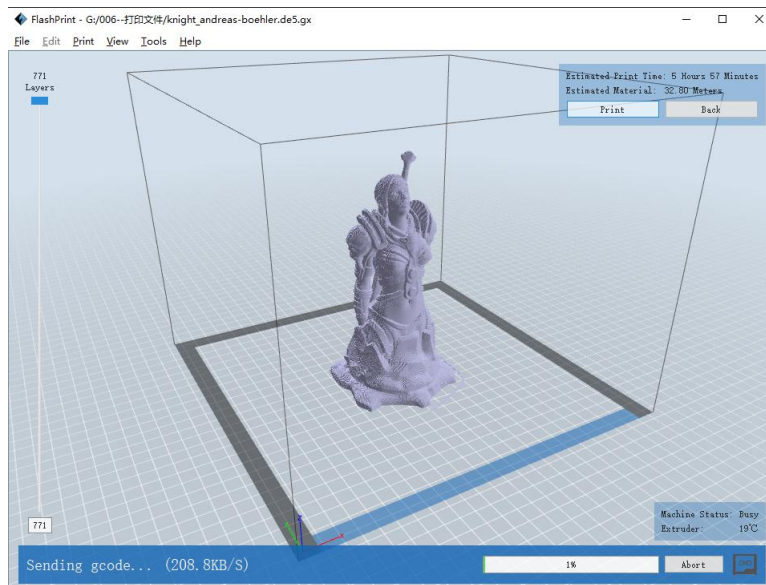 FlashPrint - G:/006--打印文件/knight_andreas-boehler.de5.gx
File Edit Print View Tools Help
771
Layers
Estimated Print Time: 5 Hours 57 Minutes
Estimated Material: 32.80 Meters
Print Back
771
Machine Status: Busy
Extruder: 19℃
Sending gcode... (208.8KB/S)
1%
Abort